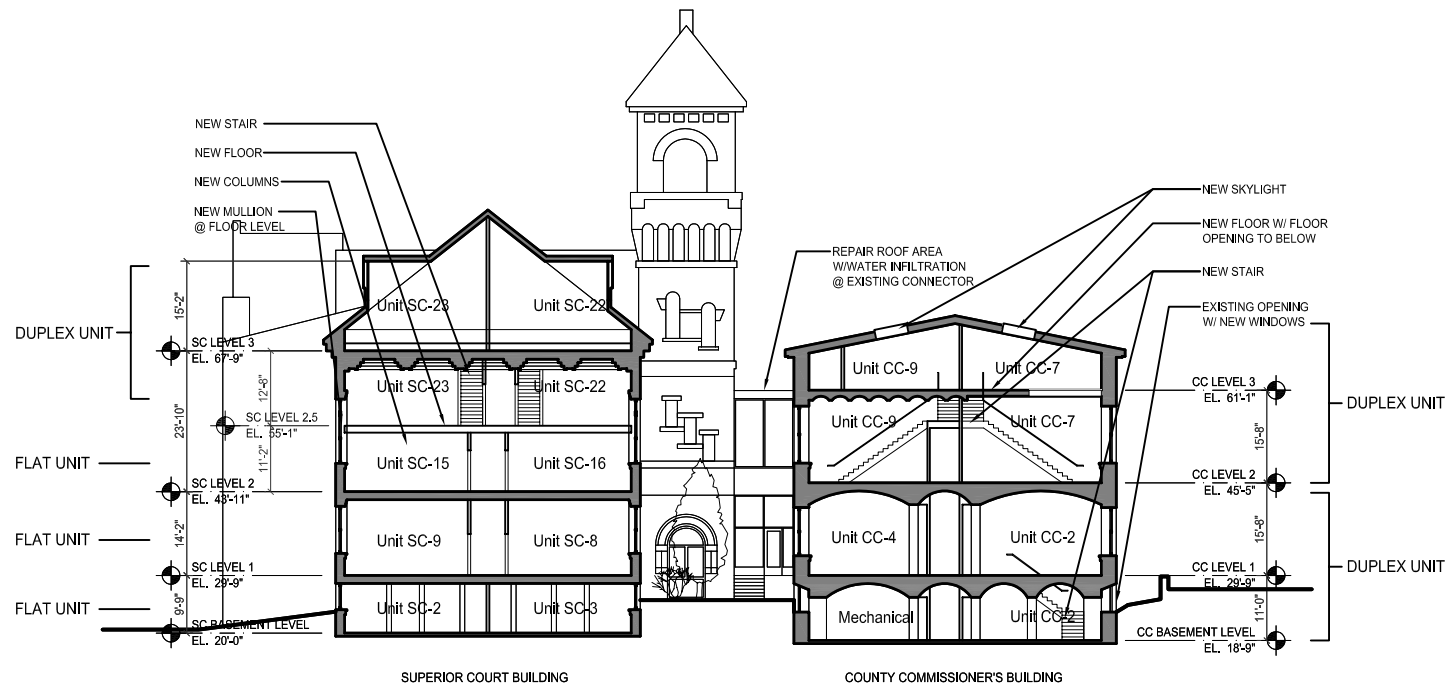 NEW STAIR
NEW FLOOR
NEW COLUMNS
NEW MULLION
@ FLOOR LEVEL
DUPLEX UNIT
FLAT UNIT
FLAT UNIT
FLAT UNIT
15'-2"
SC LEVEL 3
EL. 67'-9"
23'-10"
12'-8"
SC LEVEL 2.5
EL. 55'-1"
11'-2"
SC LEVEL 2
EL. 43'-11"
14'-2"
SC LEVEL 1
EL. 29'-9"
9'-9"
SC BASEMENT LEVEL
EL. 20'-0"
Unit SC-23
Unit SC-22
Unit SC-23
Unit SC-22
Unit SC-15
Unit SC-16
Unit SC-9
Unit SC-8
Unit SC-2
Unit SC-3
SUPERIOR COURT BUILDING
REPAIR ROOF AREA
W/WATER INFILTRATION
@ EXISTING CONNECTOR
Unit CC-9
Unit CC-7
Unit CC-9
Unit CC-7
Unit CC-4
Unit CC-2
Mechanical
Unit CC-2
COUNTY COMMISSIONER'S BUILDING
NEW SKYLIGHT
NEW FLOOR W/ FLOOR
OPENING TO BELOW
NEW STAIR
EXISTING OPENING
W/ NEW WINDOWS
CC LEVEL 3
EL. 61'-1"
15'-8"
CC LEVEL 2
EL. 45'-5"
15'-8"
CC LEVEL 1
EL. 29'-9"
11'-0"
CC BASEMENT LEVEL
EL. 18'-9"
DUPLEX UNIT
DUPLEX UNIT